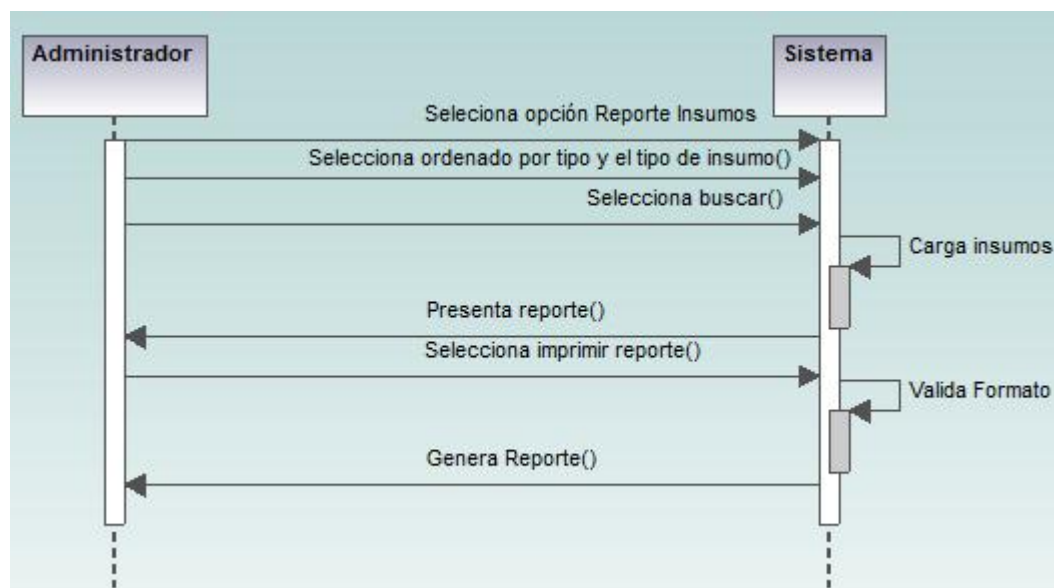 Administrador
Sistema
Seleciona opción Reporte Insumos
Selecciona ordenado por tipo y el tipo de insumo()
Selecciona buscar()
Carga insumos
Presenta reporte()
Selecciona imprimir reporte()
Valida Formato
Genera Reporte()